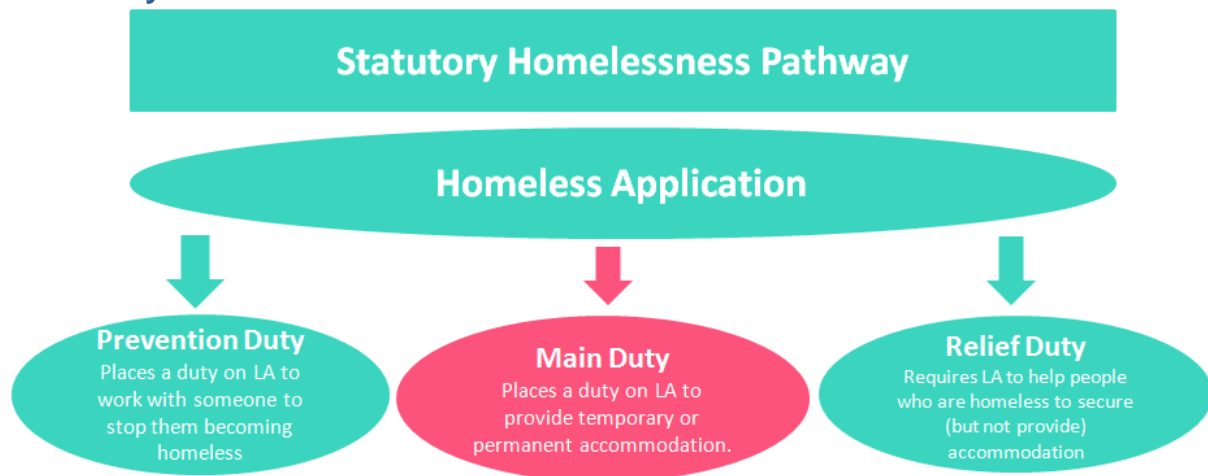 Statutory Homelessness Pathway
Homeless Application
Prevention Duty
Places a duty on LA to
work with someone to
stop them becoming
homeless
Main Duty
Places a duty on LA to
provide temporary or
permanent accommodation.
Relief Duty
Requires LA to help people
who are homeless to secure
(but not provide)
accommodation